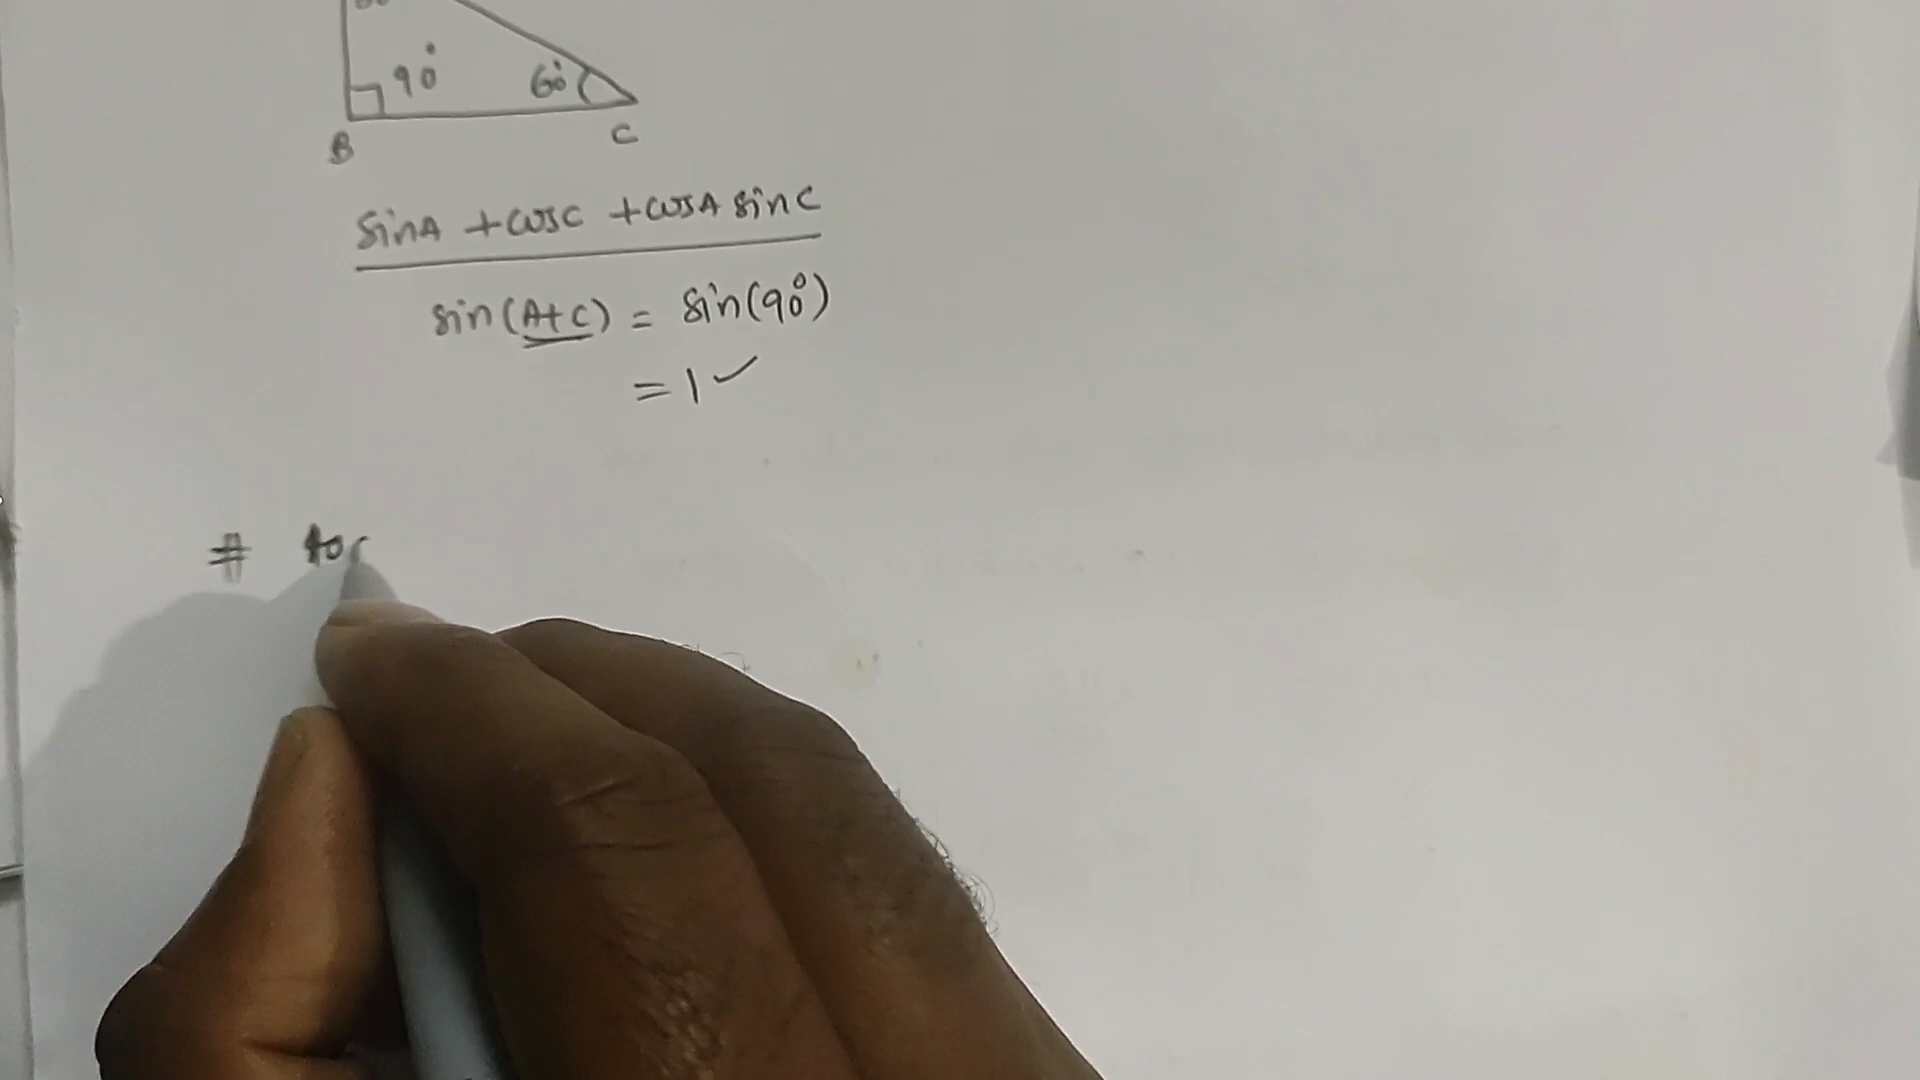 90°
60°
B
C
sinA + cosC + cosA sinC
sin(A+C) = sin(90°)
= 1 ✓
#